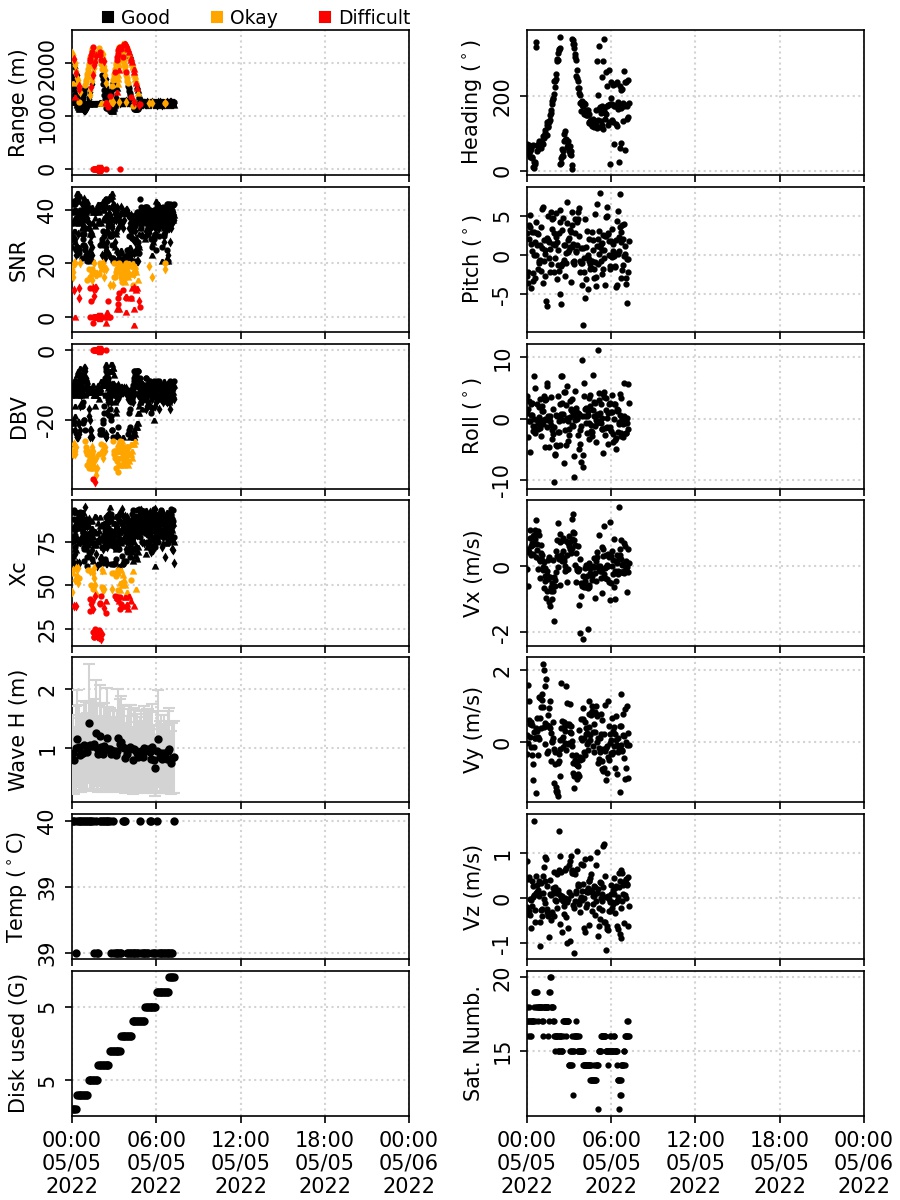 Good Okay Difficult
Range (m)
2000
1000
0
Heading (°)
200
0
SNR
40
20
0
Pitch (°)
5
0
-5
DBV
0
-20
Roll (°)
10
0
-10
Xc
75
50
25
Vx (m/s)
0
-2
Wave H (m)
2
1
Vy (m/s)
2
0
Temp (°C)
40
39
39
Vz (m/s)
1
0
-1
Disk used (G)
5
5
Sat. Numb.
20
15
00:00 06:00 12:00 18:00 00:00
05/05 05/05 05/05 05/05 05/06
2022 2022 2022 2022 2022
00:00 06:00 12:00 18:00 00:00
05/05 05/05 05/05 05/05 05/06
2022 2022 2022 2022 2022